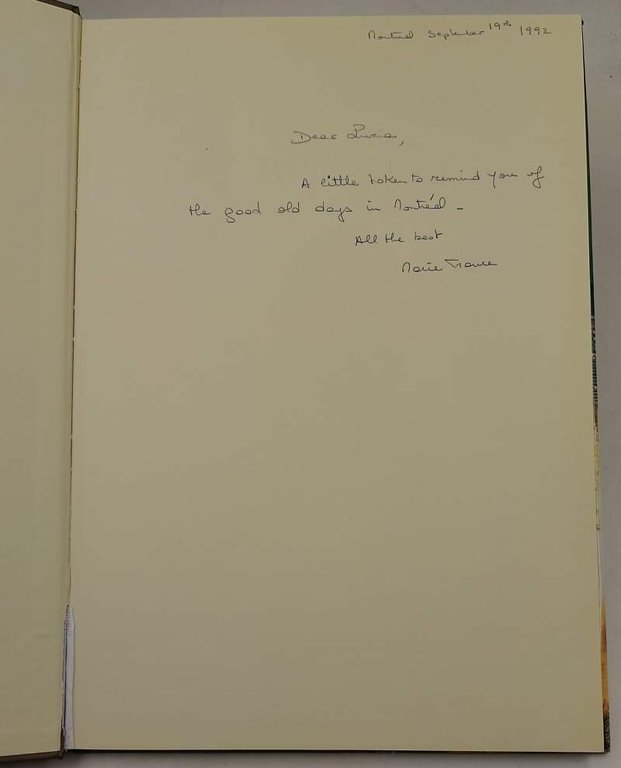 Montréal September 19th 1992
Dear
A little token to remind you of
the good old days in Montréal -
All the best
Marie France